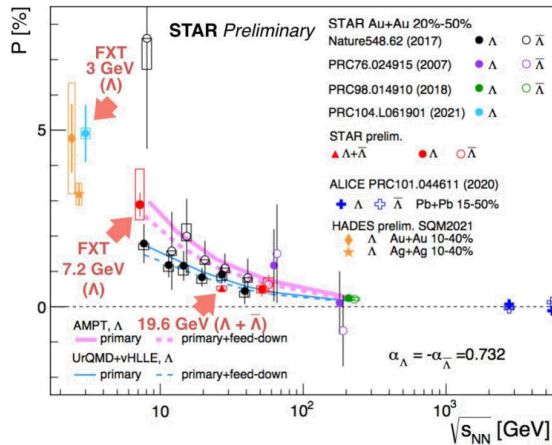 P [%]
STAR Preliminary
FXT
3 GeV
(Λ)
FXT
7.2 GeV
(Λ)
19.6 GeV (Λ + Λ̅)
STAR Au+Au 20%-50%
Nature548.62 (2017) Λ Λ̅
PRC76.024915 (2007) Λ Λ̅
PRC98.014910 (2018) Λ Λ̅
PRC104.L061901 (2021) Λ
STAR prelim.
Λ+Λ̅ Λ Λ̅
ALICE PRC101.044611 (2020)
Λ Λ̅ Pb+Pb 15-50%
HADES prelim. SQM2021
Λ Au+Au 10-40%
Λ Ag+Ag 10-40%
5
0
AMPT, Λ
primary primary+feed-down
UrQMD+vHLLE, Λ
primary primary+feed-down
α_Λ = -α_Λ̅ =0.732
10 10² 10³
√s_NN [GeV]